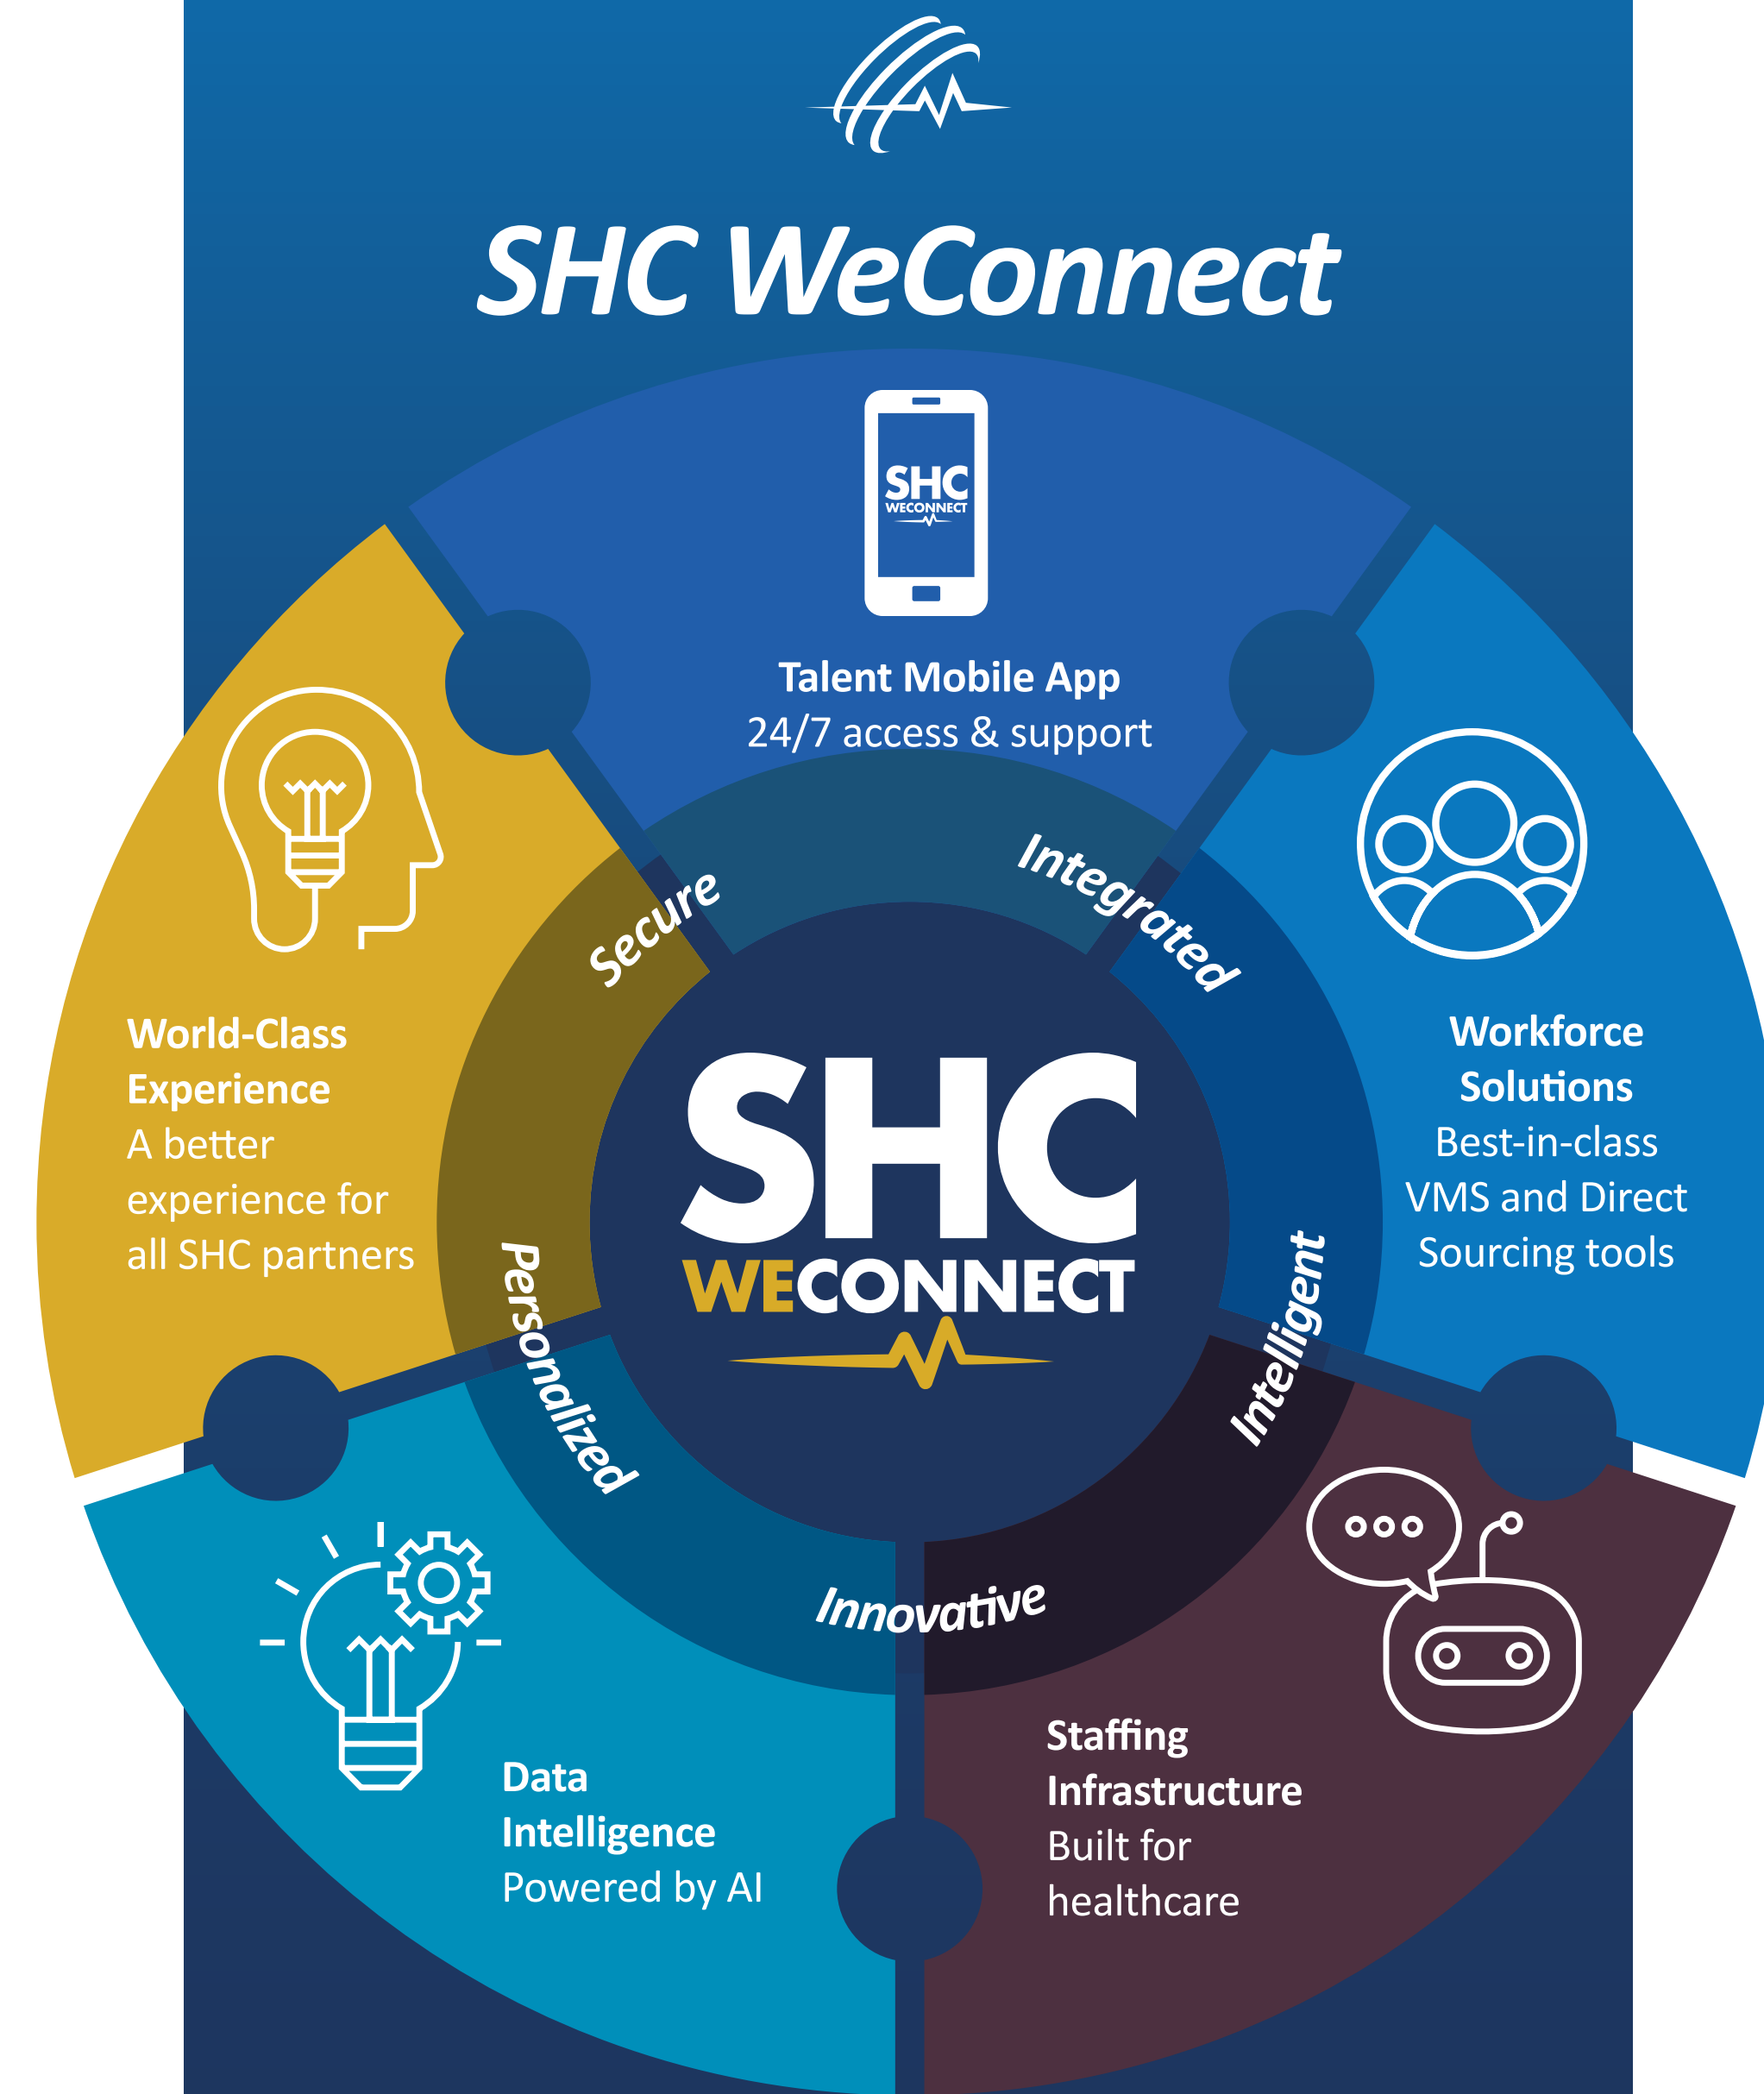 SHC WeConnect
SHC
WECONNECT
Talent Mobile App
24/7 access & support
Secure
Integrated
World-Class
Experience
A better
experience for
all SHC partners
Workforce
Solutions
Best-in-class
VMS and Direct
Sourcing tools
SHC
WECONNECT
Personalized
Intelligent
Innovative
Data
Intelligence
Powered by AI
Staffing
Infrastructure
Built for
healthcare